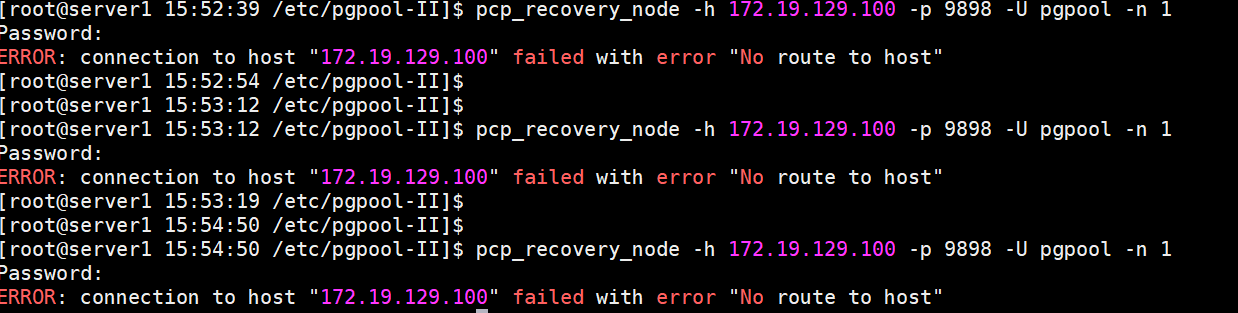 [root@server1 15:52:39 /etc/pgpool-II]$ pcp_recovery_node -h 172.19.129.100 -p 9898 -U pgpool -n 1
Password:
ERROR: connection to host "172.19.129.100" failed with error "No route to host"
[root@server1 15:52:54 /etc/pgpool-II]$
[root@server1 15:53:12 /etc/pgpool-II]$
[root@server1 15:53:12 /etc/pgpool-II]$ pcp_recovery_node -h 172.19.129.100 -p 9898 -U pgpool -n 1
Password:
ERROR: connection to host "172.19.129.100" failed with error "No route to host"
[root@server1 15:53:19 /etc/pgpool-II]$
[root@server1 15:54:50 /etc/pgpool-II]$
[root@server1 15:54:50 /etc/pgpool-II]$ pcp_recovery_node -h 172.19.129.100 -p 9898 -U pgpool -n 1
Password:
ERROR: connection to host "172.19.129.100" failed with error "No route to host"